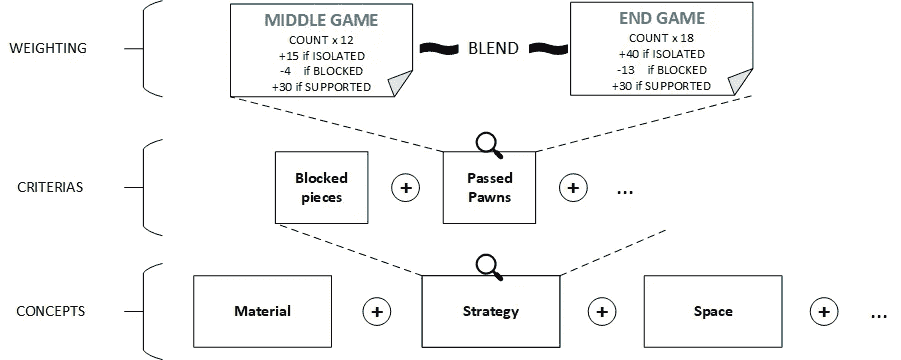 WEIGHTING
MIDDLE GAME
COUNT x 12
+15 if ISOLATED
-4 if BLOCKED
+30 if SUPPORTED
BLEND
END GAME
COUNT x 18
+40 if ISOLATED
-13 if BLOCKED
+30 if SUPPORTED
CRITERIAS
Blocked
pieces
+
Passed
Pawns
+
...
CONCEPTS
Material
+
Strategy
+
Space
+
...